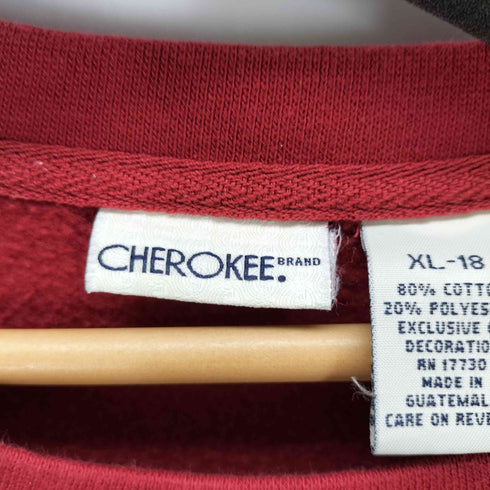 CHEROKEE. BRAND
XL-18
80% COTTO
20% POLYES
EXCLUSIVE
DECORATIO
RN 17730
MADE IN
GUATEMAL
CARE ON REVE